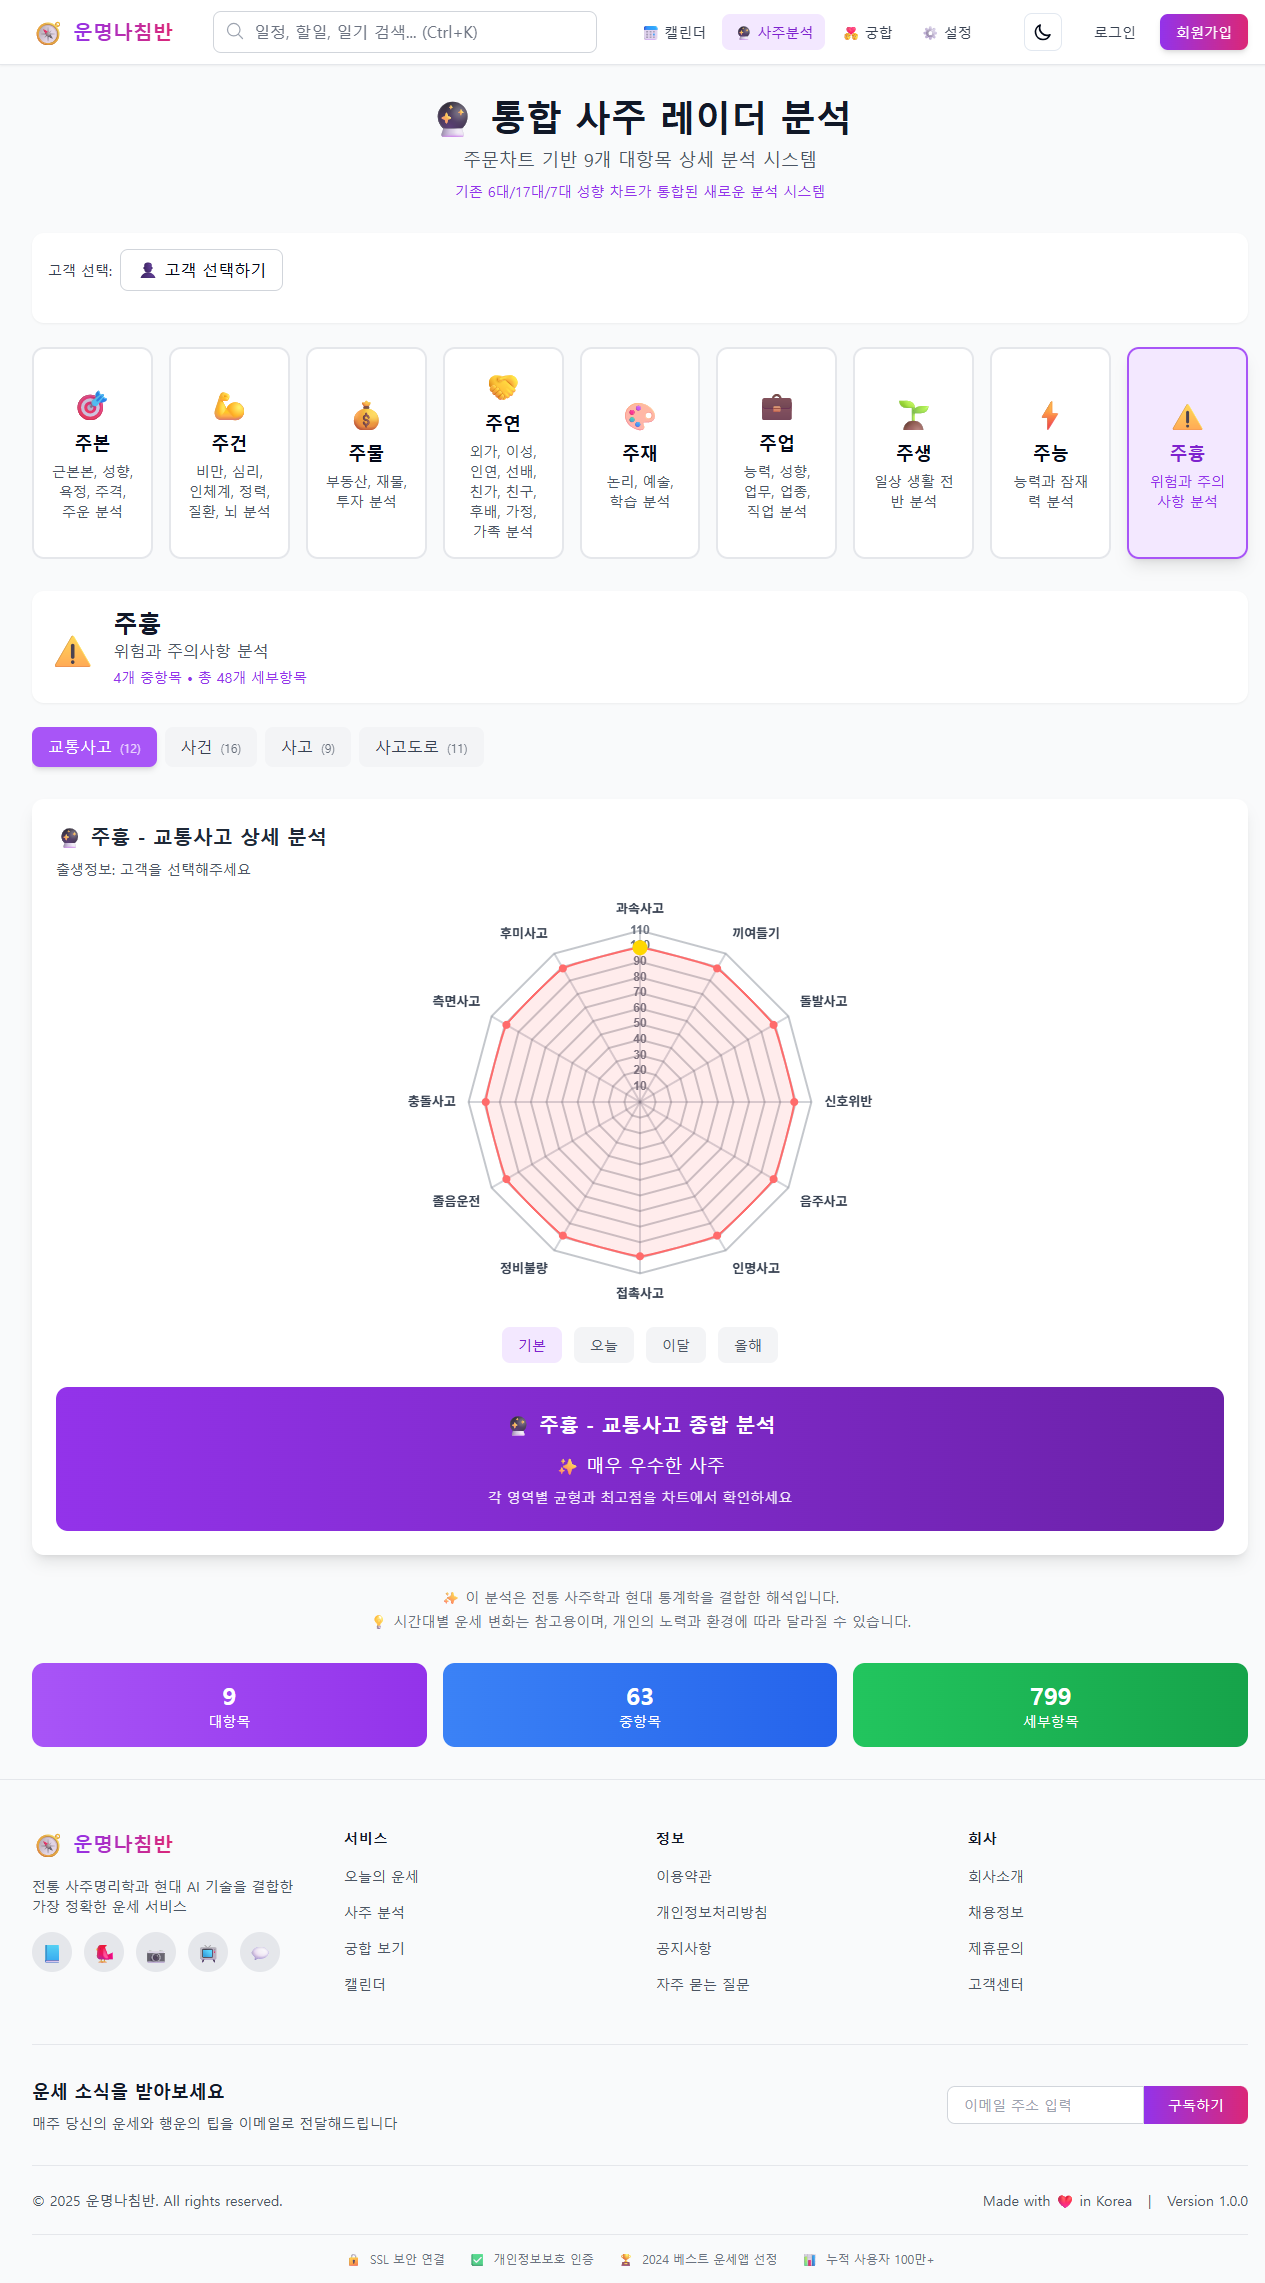 운명나침반
일정, 할일, 일기 검색... (Ctrl+K)
캘린더
사주분석
궁합
설정
로그인
회원가입
통합 사주 레이더 분석
주문차트 기반 9개 대항목 상세 분석 시스템
기존 6대/17대/7대 성향 차트가 통합된 새로운 분석 시스템
고객 선택:
고객 선택하기
주본
근본본, 성향,
욕정, 주격,
주운 분석
주건
비만, 심리,
인체계, 정력,
질환, 뇌 분석
주물
부동산, 재물,
투자 분석
주연
외가, 이성,
인연, 선배,
친가, 친구,
후배, 가정,
가족 분석
주재
논리, 예술,
학습 분석
주업
능력, 성향,
업무, 업종,
직업 분석
주생
일상 생활 전
반 분석
주능
능력과 잠재
력 분석
주흉
위험과 주의
사항 분석
주흉
위험과 주의사항 분석
4개 중항목 • 총 48개 세부항목
교통사고 (12)
사건 (16)
사고 (9)
사고도로 (11)
주흉 - 교통사고 상세 분석
출생정보: 고객을 선택해주세요
과속사고
후미사고
끼여들기
측면사고
돌발사고
충돌사고
신호위반
졸음운전
음주사고
정비불량
인명사고
접촉사고
110
90
80
70
60
50
40
30
20
10
기본
오늘
이달
올해
주흉 - 교통사고 종합 분석
✨ 매우 우수한 사주
각 영역별 균형과 최고점을 차트에서 확인하세요
✨ 이 분석은 전통 사주학과 현대 통계학을 결합한 해석입니다.
💡 시간대별 운세 변화는 참고용이며, 개인의 노력과 환경에 따라 달라질 수 있습니다.
9
대항목
63
중항목
799
세부항목
운명나침반
전통 사주명리학과 현대 AI 기술을 결합한
가장 정확한 운세 서비스
서비스
오늘의 운세
사주 분석
궁합 보기
캘린더
정보
이용약관
개인정보처리방침
공지사항
자주 묻는 질문
회사
회사소개
채용정보
제휴문의
고객센터
운세 소식을 받아보세요
매주 당신의 운세와 행운의 팁을 이메일로 전달해드립니다
이메일 주소 입력
구독하기
© 2025 운명나침반. All rights reserved.
Made with ❤️ in Korea | Version 1.0.0
SSL 보안 연결
개인정보보호 인증
2024 베스트 운세앱 선정
누적 사용자 100만+